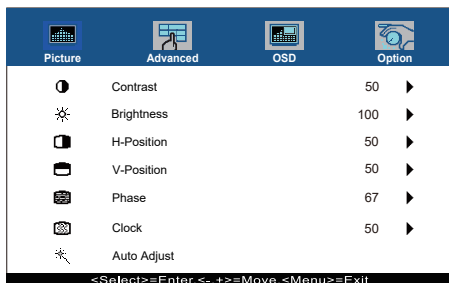 Picture Advanced OSD Option
Contrast 50
Brightness 100
H-Position 50
V-Position 50
Phase 67
Clock 50
Auto Adjust
<Select>=Enter <-,+>=Move <Menu>=Exit